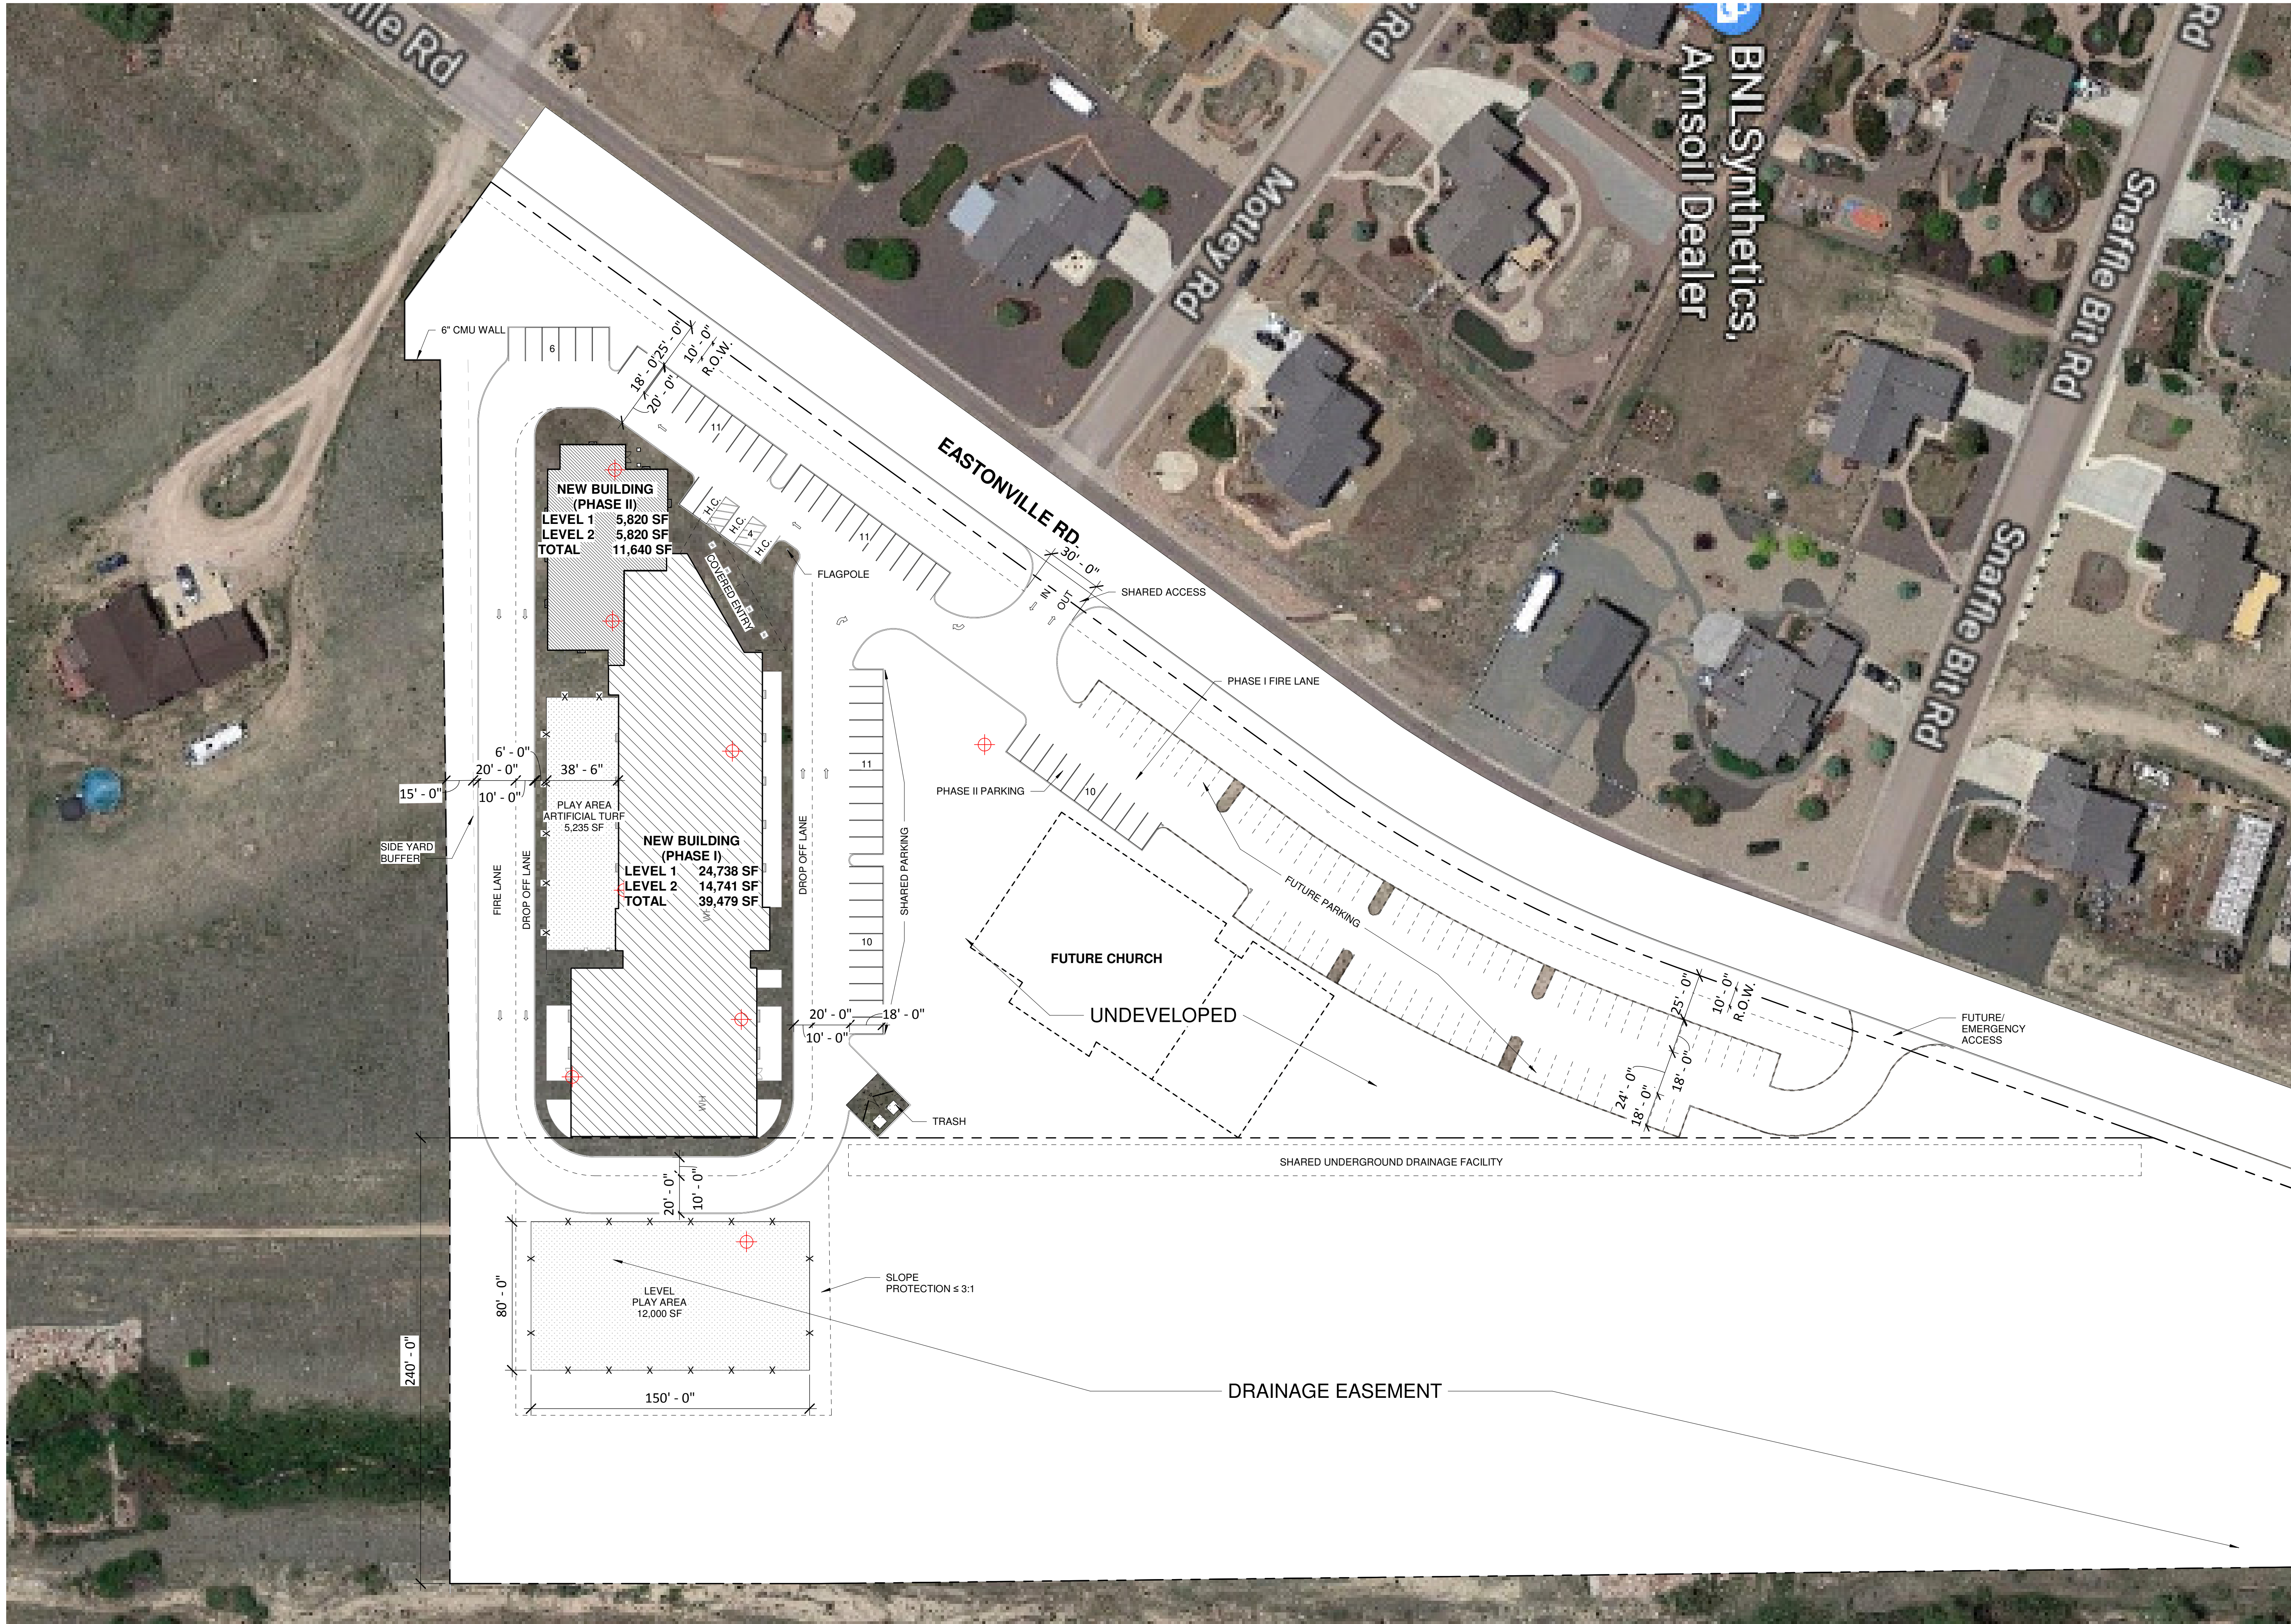 lle Rd
Rd
BNLSynthetics,
Amsoil Dealer
Rd
Motley Rd
Snaffle Bit Rd
Snaffle Bit Rd
6" CMU WALL
6
18' - 0"
25' - 0"
10' - 0"
R.O.W.
20' - 0"
11
EASTONVILLE RD.
NEW BUILDING
(PHASE II)
LEVEL 1 5,820 SF
LEVEL 2 5,820 SF
TOTAL 11,640 SF
H.C.
H.C.
4
H.C.
11
COVERED ENTRY
FLAGPOLE
30' - 0"
IN
OUT
SHARED ACCESS
PHASE I FIRE LANE
PHASE II PARKING
10
11
SHARED PARKING
10
6' - 0"
20' - 0"
38' - 6"
15' - 0"
10' - 0"
PLAY AREA
ARTIFICIAL TURF
5,235 SF
SIDE YARD
BUFFER
FIRE LANE
DROP OFF LANE
NEW BUILDING
(PHASE I)
LEVEL 1 24,738 SF
LEVEL 2 14,741 SF
TOTAL 39,479 SF
WH
DROP OFF LANE
FUTURE PARKING
FUTURE CHURCH
UNDEVELOPED
20' - 0"
18' - 0"
10' - 0"
WH
25' - 0"
10' - 0"
R.O.W.
24' - 0"
18' - 0"
18' - 0"
FUTURE/
EMERGENCY
ACCESS
TRASH
SHARED UNDERGROUND DRAINAGE FACILITY
20' - 0"
10' - 0"
80' - 0"
LEVEL
PLAY AREA
12,000 SF
SLOPE
PROTECTION ≤ 3:1
240' - 0"
150' - 0"
DRAINAGE EASEMENT